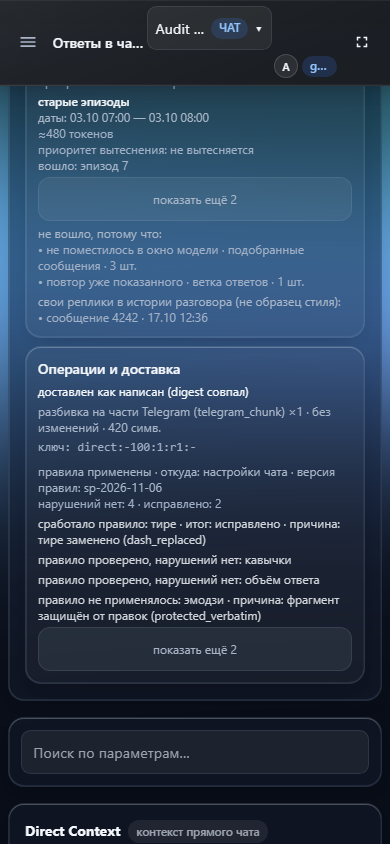 Ответы в ча...
Audit ...
ЧАТ
A
g...
старые эпизоды
даты: 03.10 07:00 — 03.10 08:00
≈480 токенов
приоритет вытеснения: не вытесняется
вошло: эпизод 7
показать ещё 2
не вошло, потому что:
• не поместилось в окно модели · подобранные
сообщения · 3 шт.
• повтор уже показанного · ветка ответов · 1 шт.
свои реплики в истории разговора (не образец стиля):
• сообщение 4242 · 17.10 12:36
Операции и доставка
доставлен как написан (digest совпал)
разбивка на части Telegram (telegram_chunk) ×1 · без
изменений · 420 симв.
ключ: direct:-100:1:r1:-
правила применены · откуда: настройки чата · версия
правил: sp-2026-11-06
нарушений нет: 4 · исправлено: 2
сработало правило: тире · итог: исправлено · причина:
тире заменено (dash_replaced)
правило проверено, нарушений нет: кавычки
правило проверено, нарушений нет: объём ответа
правило не применялось: эмодзи · причина: фрагмент
защищён от правок (protected_verbatim)
показать ещё 2
Поиск по параметрам...
Direct Context
контекст прямого чата